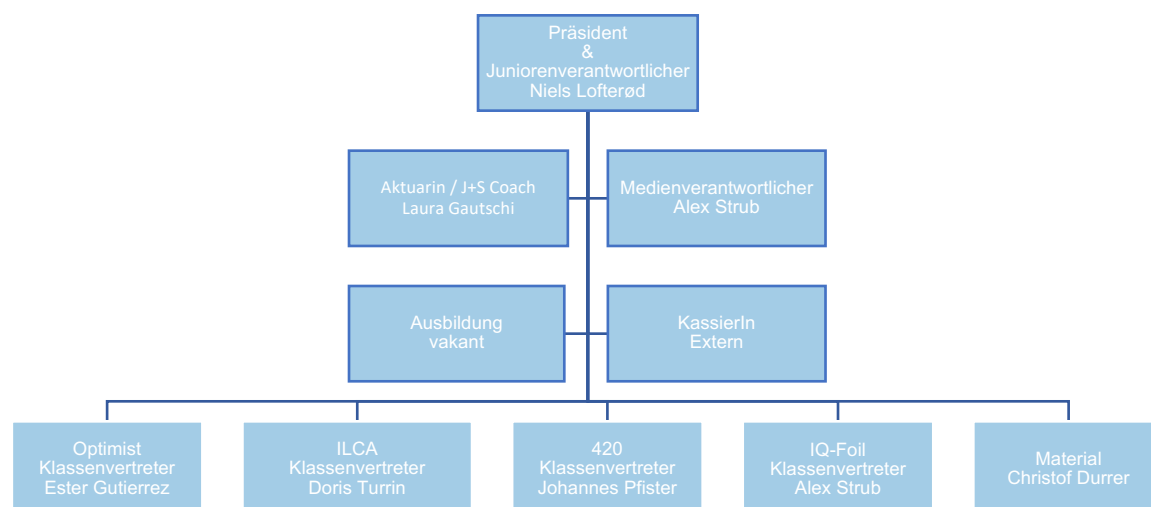 Präsident
&
Juniorenverantwortlicher
Niels Lofterød
Aktuarin / J+S Coach
Laura Gautschi
Medienverantwortlicher
Alex Strub
Ausbildung
vakant
KassierIn
Extern
Optimist
Klassenvertreter
Ester Gutierrez
ILCA
Klassenvertreter
Doris Turrin
420
Klassenvertreter
Johannes Pfister
IQ-Foil
Klassenvertreter
Alex Strub
Material
Christof Durrer